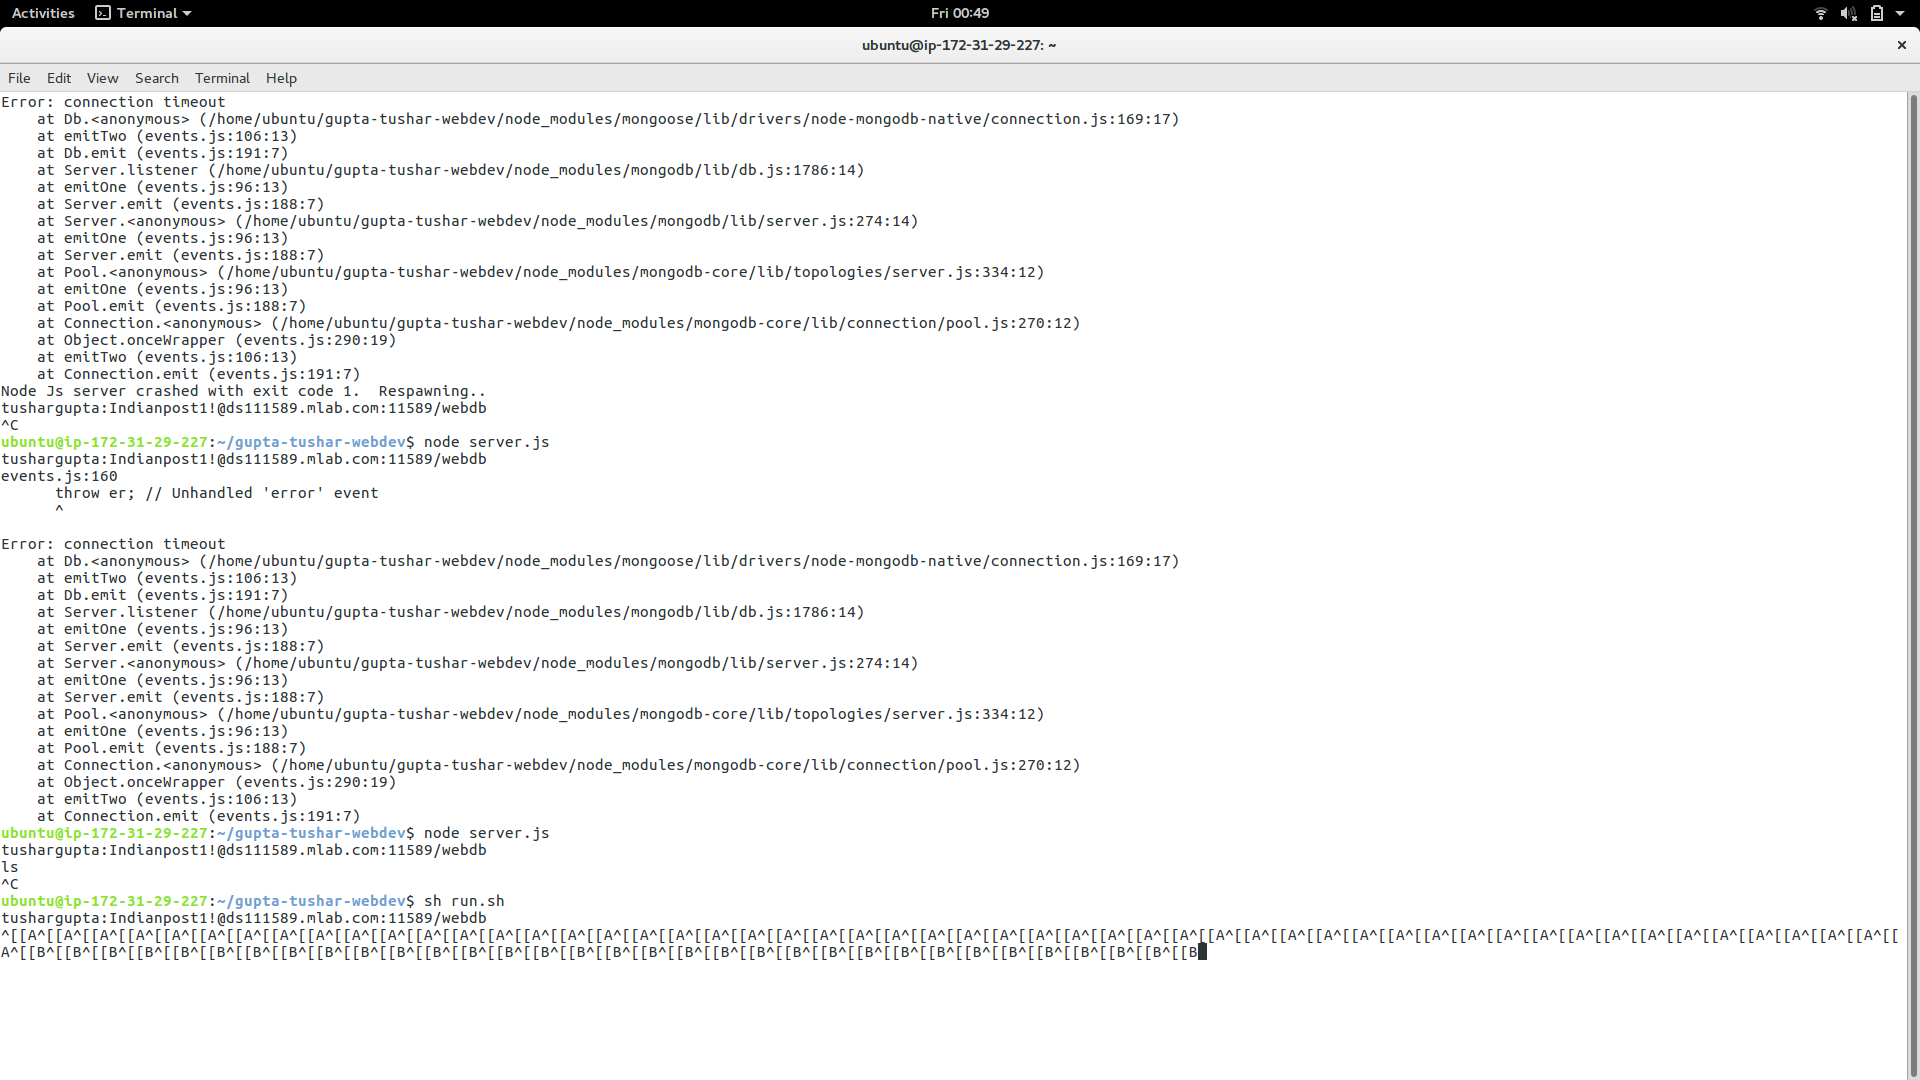 Activities Terminal Fri 00:49
ubuntu@ip-172-31-29-227: ~
File Edit View Search Terminal Help
Error: connection timeout
    at Db.<anonymous> (/home/ubuntu/gupta-tushar-webdev/node_modules/mongoose/lib/drivers/node-mongodb-native/connection.js:169:17)
    at emitTwo (events.js:106:13)
    at Db.emit (events.js:191:7)
    at Server.listener (/home/ubuntu/gupta-tushar-webdev/node_modules/mongodb/lib/db.js:1786:14)
    at emitOne (events.js:96:13)
    at Server.emit (events.js:188:7)
    at Server.<anonymous> (/home/ubuntu/gupta-tushar-webdev/node_modules/mongodb/lib/server.js:274:14)
    at emitOne (events.js:96:13)
    at Server.emit (events.js:188:7)
    at Pool.<anonymous> (/home/ubuntu/gupta-tushar-webdev/node_modules/mongodb-core/lib/topologies/server.js:334:12)
    at emitOne (events.js:96:13)
    at Pool.emit (events.js:188:7)
    at Connection.<anonymous> (/home/ubuntu/gupta-tushar-webdev/node_modules/mongodb-core/lib/connection/pool.js:270:12)
    at Object.onceWrapper (events.js:290:19)
    at emitTwo (events.js:106:13)
    at Connection.emit (events.js:191:7)
Node Js server crashed with exit code 1.  Respawning..
tushargupta:Indianpost1!@ds111589.mlab.com:11589/webdb
^C
ubuntu@ip-172-31-29-227:~/gupta-tushar-webdev$ node server.js
tushargupta:Indianpost1!@ds111589.mlab.com:11589/webdb
events.js:160
      throw er; // Unhandled 'error' event
      ^
Error: connection timeout
    at Db.<anonymous> (/home/ubuntu/gupta-tushar-webdev/node_modules/mongoose/lib/drivers/node-mongodb-native/connection.js:169:17)
    at emitTwo (events.js:106:13)
    at Db.emit (events.js:191:7)
    at Server.listener (/home/ubuntu/gupta-tushar-webdev/node_modules/mongodb/lib/db.js:1786:14)
    at emitOne (events.js:96:13)
    at Server.emit (events.js:188:7)
    at Server.<anonymous> (/home/ubuntu/gupta-tushar-webdev/node_modules/mongodb/lib/server.js:274:14)
    at emitOne (events.js:96:13)
    at Server.emit (events.js:188:7)
    at Pool.<anonymous> (/home/ubuntu/gupta-tushar-webdev/node_modules/mongodb-core/lib/topologies/server.js:334:12)
    at emitOne (events.js:96:13)
    at Pool.emit (events.js:188:7)
    at Connection.<anonymous> (/home/ubuntu/gupta-tushar-webdev/node_modules/mongodb-core/lib/connection/pool.js:270:12)
    at Object.onceWrapper (events.js:290:19)
    at emitTwo (events.js:106:13)
    at Connection.emit (events.js:191:7)
ubuntu@ip-172-31-29-227:~/gupta-tushar-webdev$ node server.js
tushargupta:Indianpost1!@ds111589.mlab.com:11589/webdb
ls
^C
ubuntu@ip-172-31-29-227:~/gupta-tushar-webdev$ sh run.sh
tushargupta:Indianpost1!@ds111589.mlab.com:11589/webdb
^[[A^[[A^[[A^[[A^[[A^[[A^[[A^[[A^[[A^[[A^[[A^[[A^[[A^[[A^[[A^[[A^[[A^[[A^[[A^[[A^[[A^[[A^[[A^[[A^[[A^[[A^[[A^[[A^[[A^[[A^[[A^[[A^[[A^[[A^[[A^[[A^[[A^[[A^[[A^[[A^[[A^[[A^[[A^[[A^[[A^[[A^[[A^[[A^[[A^[[A^[[A^[[A^[[
A^[[B^[[B^[[B^[[B^[[B^[[B^[[B^[[B^[[B^[[B^[[B^[[B^[[B^[[B^[[B^[[B^[[B^[[B^[[B^[[B^[[B^[[B^[[B^[[B^[[B^[[B^[[B^[[B^[[B^[[B^[[B^[[B^[[B